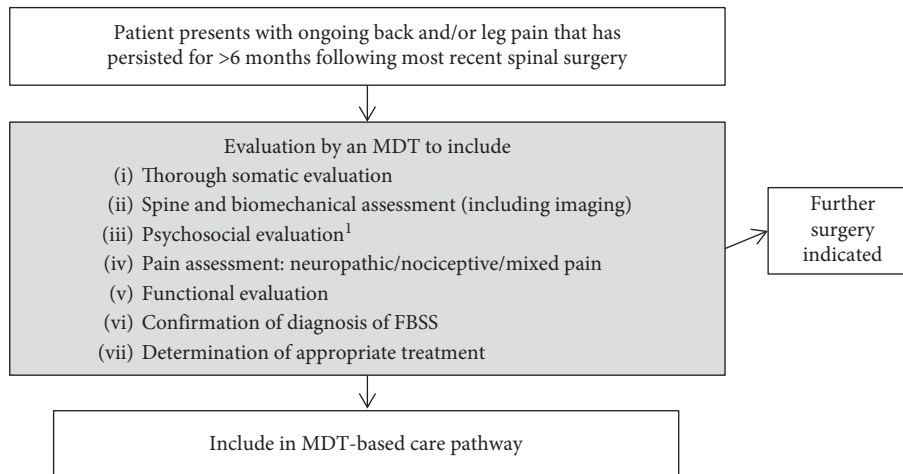 Patient presents with ongoing back and/or leg pain that has
persisted for >6 months following most recent spinal surgery
Evaluation by an MDT to include
(i) Thorough somatic evaluation
(ii) Spine and biomechanical assessment (including imaging)
(iii) Psychosocial evaluation¹
(iv) Pain assessment: neuropathic/nociceptive/mixed pain
(v) Functional evaluation
(vi) Confirmation of diagnosis of FBSS
(vii) Determination of appropriate treatment
Further
surgery
indicated
Include in MDT-based care pathway